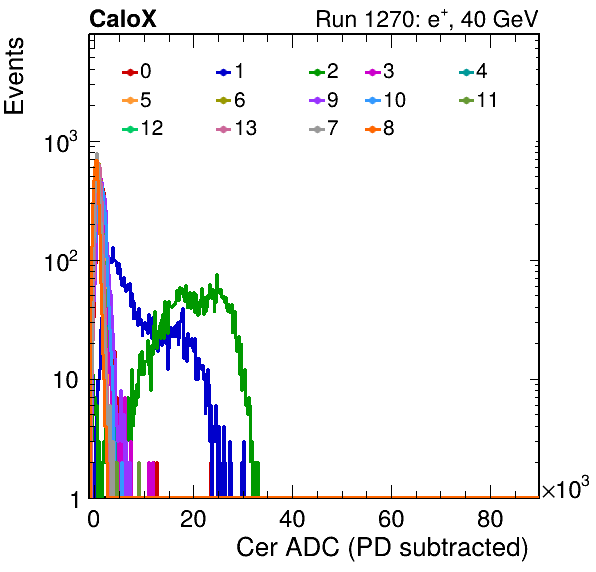 CaloX Run 1270: e⁺, 40 GeV
Events
0 1 2 3 4
5 6 9 10 11
12 13 7 8
10³
10²
10
1
0 20 40 60 80 ×10³
Cer ADC (PD subtracted)